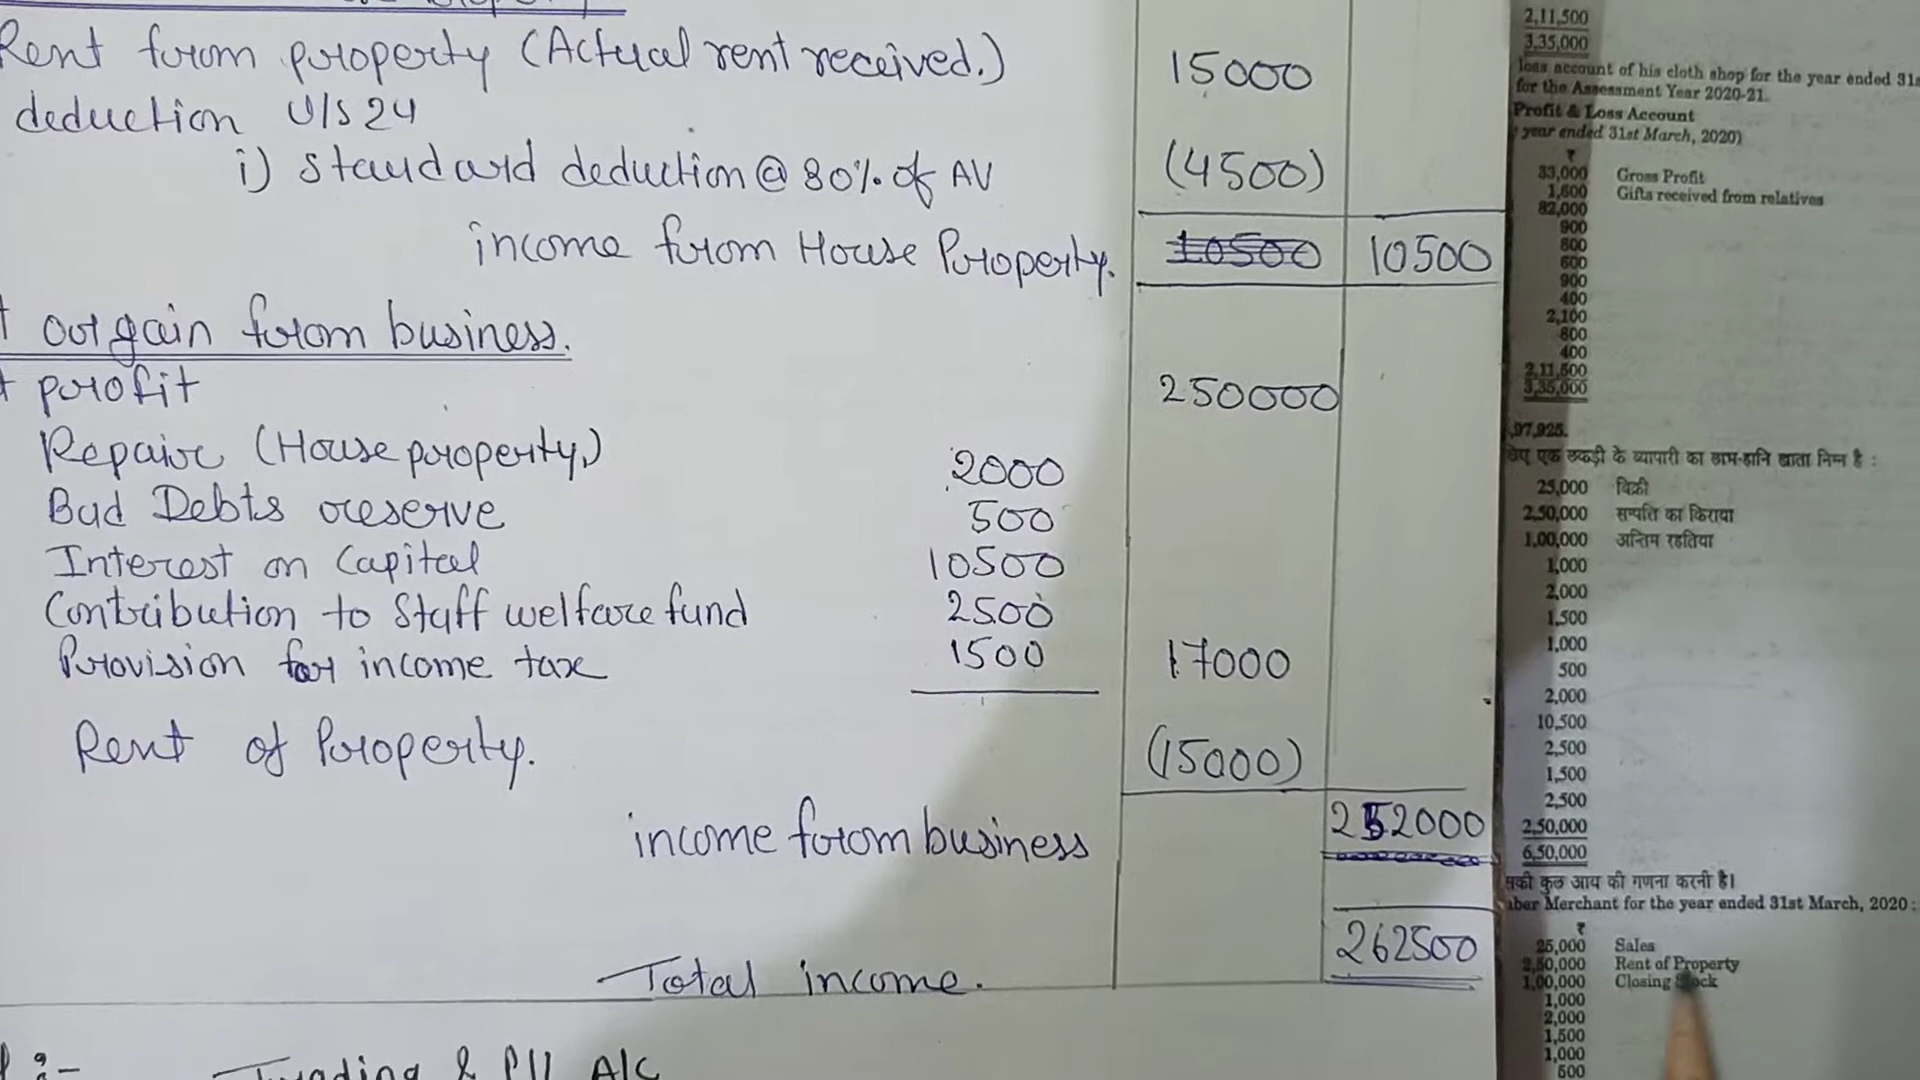 Rent from property (Actual rent received.) 15000
deduction U/S 24
i) Standard deduction @ 30% of AV (4500)
income from House Property. 10500 10500
or gain from business.
profit 250000
Repair (House property) 2000
Bad Debts reserve 500
Interest on Capital 10500
Contribution to Staff welfare fund 2500
Provision for income tax 1500 17000
Rent of Property. (15000)
income from business 252000
Total income. 262500
Trading & P/L A/C
2,11,500
3,35,000
loss account of his cloth shop for the year ended 31s
for the Assessment Year 2020-21.
Profit & Loss Account
year ended 31st March, 2020)
₹
33,000 Gross Profit
1,600 Gifts received from relatives
82,000
900
800
600
900
400
2,100
800
400
2,11,500
3,35,000
,97,925.
एक लकड़ी के व्यापारी का लाभ-हानि खाता निम्न है :
25,000 बिक्री
2,50,000 सम्पत्ति का किराया
1,00,000 अन्तिम रहतिया
1,000
2,000
1,500
1,000
500
2,000
10,500
2,500
1,500
2,500
2,50,000
6,50,000
सकी कुल आय की गणना करनी है।
ber Merchant for the year ended 31st March, 2020 :
₹
25,000 Sales
2,50,000 Rent of Property
1,00,000 Closing Stock
1,000
2,000
1,500
1,000
500